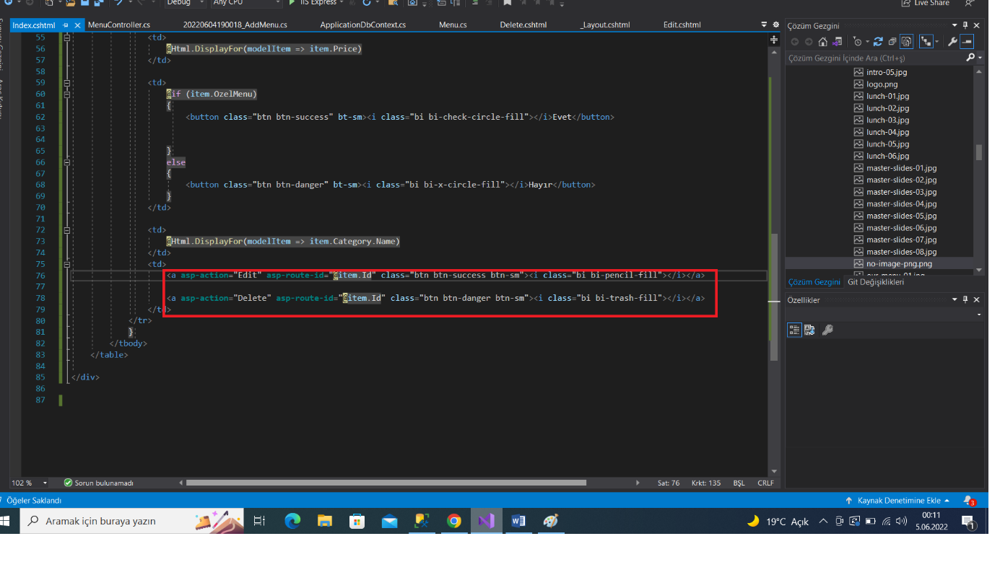 Debug
Any CPU
IIS Express
Live Share
Index.cshtml
MenuController.cs
20220604190018_AddMenu.cs
ApplicationDbContext.cs
Menu.cs
Delete.cshtml
_Layout.cshtml
Edit.cshtml
55 <td>
56 @Html.DisplayFor(modelItem => item.Price)
57 </td>
58
59 <td>
60 @if (item.OzelMenu)
61 {
62 <button class="btn btn-success" bt-sm><i class="bi bi-check-circle-fill"></i>Evet</button>
63
64
65 }
66 else
67 {
68 <button class="btn btn-danger" bt-sm><i class="bi bi-x-circle-fill"></i>Hayır</button>
69 }
70 </td>
71
72 <td>
73 @Html.DisplayFor(modelItem => item.Category.Name)
74 </td>
75 <td>
76 <a asp-action="Edit" asp-route-id="@item.Id" class="btn btn-success btn-sm"><i class="bi bi-pencil-fill"></i></a>
77
78 <a asp-action="Delete" asp-route-id="@item.Id" class="btn btn-danger btn-sm"><i class="bi bi-trash-fill"></i></a>
79 </td>
80 </tr>
81 }
82 </tbody>
83 </table>
84
85 </div>
86
87
102 %
Sorun bulunamadı
Sat: 76 Krkt: 135 BŞL CRLF
Çözüm Gezgini
Çözüm Gezgini İçinde Ara (Ctrl+ş)
intro-05.jpg
logo.png
lunch-01.jpg
lunch-02.jpg
lunch-03.jpg
lunch-04.jpg
lunch-05.jpg
lunch-06.jpg
master-slides-01.jpg
master-slides-02.jpg
master-slides-03.jpg
master-slides-04.jpg
master-slides-05.jpg
master-slides-06.jpg
master-slides-07.jpg
master-slides-08.jpg
no-image-png.png
Çözüm Gezgini Git Değişiklikleri
Özellikler
Öğeler Saklandı
Kaynak Denetimine Ekle
3
Aramak için buraya yazın
19°C Açık
00:11
5.06.2022
1